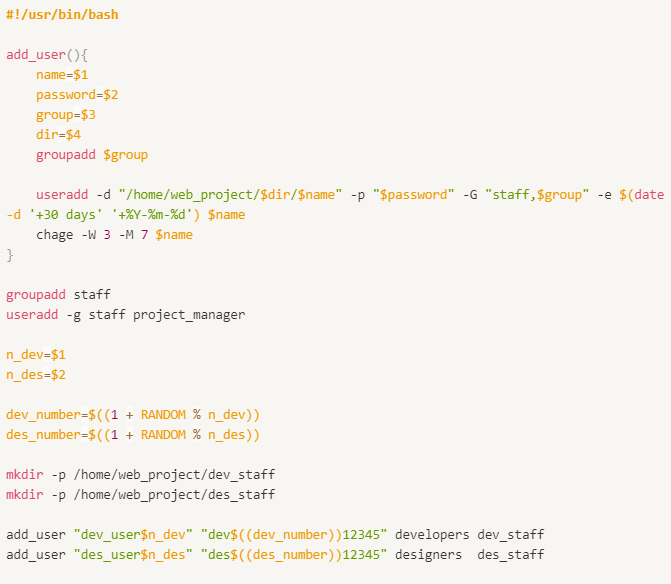 #!/usr/bin/bash
add_user(){
    name=$1
    password=$2
    group=$3
    dir=$4
    groupadd $group
    useradd -d "/home/web_project/$dir/$name" -p "$password" -G "staff,$group" -e $(date
-d '+30 days' '+%Y-%m-%d') $name
    chage -W 3 -M 7 $name
}
groupadd staff
useradd -g staff project_manager
n_dev=$1
n_des=$2
dev_number=$((1 + RANDOM % n_dev))
des_number=$((1 + RANDOM % n_des))
mkdir -p /home/web_project/dev_staff
mkdir -p /home/web_project/des_staff
add_user "dev_user$n_dev" "dev$((dev_number))12345" developers dev_staff
add_user "des_user$n_des" "des$((des_number))12345" designers  des_staff